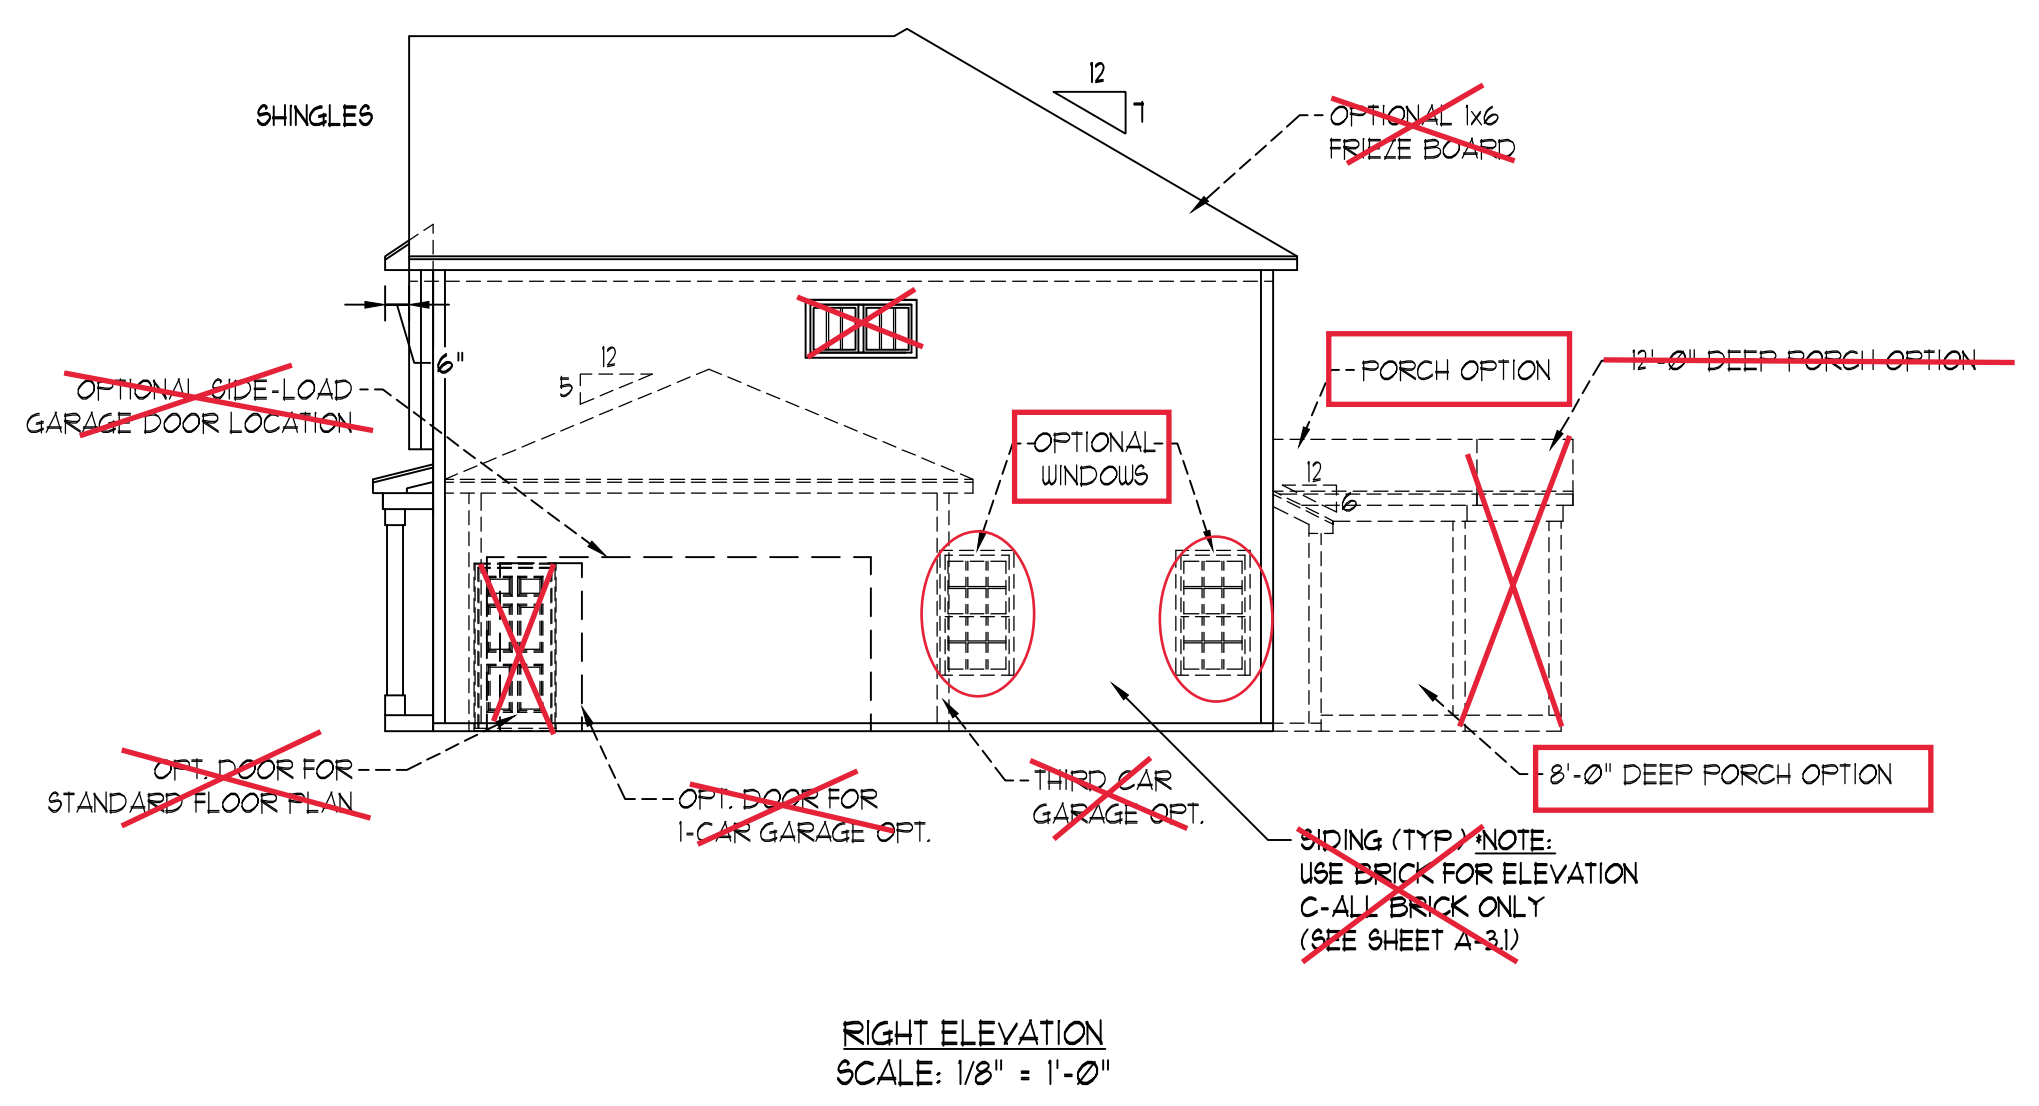 12
7
SHINGLES
OPTIONAL 1x6
FRIEZE BOARD
6"
12
5
OPTIONAL SIDE-LOAD
GARAGE DOOR LOCATION
PORCH OPTION
12'-0" DEEP PORCH OPTION
OPTIONAL
WINDOWS
12
6
OPT. DOOR FOR
STANDARD FLOOR PLAN
OPT. DOOR FOR
1-CAR GARAGE OPT.
THIRD CAR
GARAGE OPT.
8'-0" DEEP PORCH OPTION
SIDING (TYP.) *NOTE:
USE BRICK FOR ELEVATION
C-ALL BRICK ONLY
(SEE SHEET A-3.1)
RIGHT ELEVATION
SCALE: 1/8" = 1'-0"